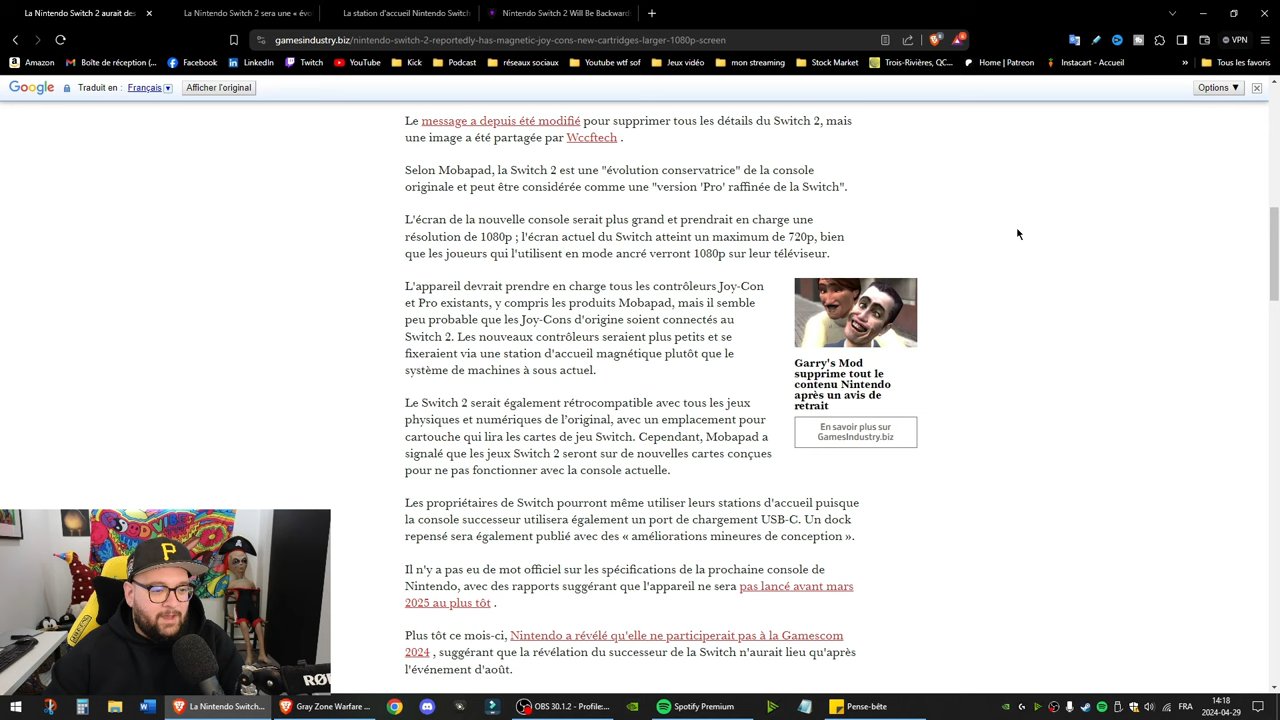 La Nintendo Switch 2 aurait des
La Nintendo Switch 2 sera une « évo
La station d'accueil Nintendo Switch
Nintendo Switch 2 Will Be Backward
gamesindustry.biz/nintendo-switch-2-reportedly-has-magnetic-joy-cons-new-cartridges-larger-1080p-screen
VPN
Amazon
Boîte de réception (...
Facebook
LinkedIn
Twitch
YouTube
Kick
Podcast
réseaux sociaux
Youtube wtf sof
Jeux vidéo
mon streaming
Stock Market
Trois-Rivières, QC...
Home | Patreon
Instacart - Accueil
Tous les favoris
Google
Traduit en : Français
Afficher l'original
Options ▼
Le message a depuis été modifié pour supprimer tous les détails du Switch 2, mais
une image a été partagée par Wccftech .
Selon Mobapad, la Switch 2 est une "évolution conservatrice" de la console
originale et peut être considérée comme une "version 'Pro' raffinée de la Switch".
L'écran de la nouvelle console serait plus grand et prendrait en charge une
résolution de 1080p ; l'écran actuel du Switch atteint un maximum de 720p, bien
que les joueurs qui l'utilisent en mode ancré verront 1080p sur leur téléviseur.
L'appareil devrait prendre en charge tous les contrôleurs Joy-Con
et Pro existants, y compris les produits Mobapad, mais il semble
peu probable que les Joy-Cons d'origine soient connectés au
Switch 2. Les nouveaux contrôleurs seraient plus petits et se
fixeraient via une station d'accueil magnétique plutôt que le
système de machines à sous actuel.
Garry's Mod
supprime tout le
contenu Nintendo
après un avis de
retrait
En savoir plus sur
GamesIndustry.biz
Le Switch 2 serait également rétrocompatible avec tous les jeux
physiques et numériques de l'original, avec un emplacement pour
cartouche qui lira les cartes de jeu Switch. Cependant, Mobapad a
signalé que les jeux Switch 2 seront sur de nouvelles cartes conçues
pour ne pas fonctionner avec la console actuelle.
Les propriétaires de Switch pourront même utiliser leurs stations d'accueil puisque
la console successeur utilisera également un port de chargement USB-C. Un dock
repensé sera également publié avec des « améliorations mineures de conception ».
Il n'y a pas eu de mot officiel sur les spécifications de la prochaine console de
Nintendo, avec des rapports suggérant que l'appareil ne sera pas lancé avant mars
2025 au plus tôt .
Plus tôt ce mois-ci, Nintendo a révélé qu'elle ne participerait pas à la Gamescom
2024 , suggérant que la révélation du successeur de la Switch n'aurait lieu qu'après
l'événement d'août.
P
A
La Nintendo Switch...
Gray Zone Warfare ...
OBS 30.1.2 - Profile:...
Spotify Premium
Pense-bête
FRA
14:18
2024-04-29